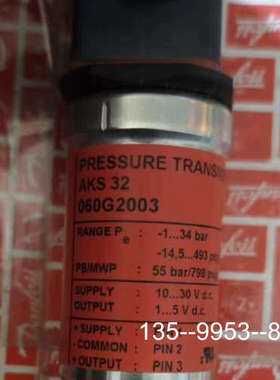 PRESSURE TRANS
AKS 32
060G2003
RANGE Pe : -1...34 bar
-14,5...493 psi
PB/MWP : 55 bar/798
SUPPLY : 10...30 V d.c.
OUTPUT : 1...5 V d.c.
+ SUPPLY :
- COMMON : PIN 2
+ OUTPUT : PIN 3
135--9953--8
Danfoss